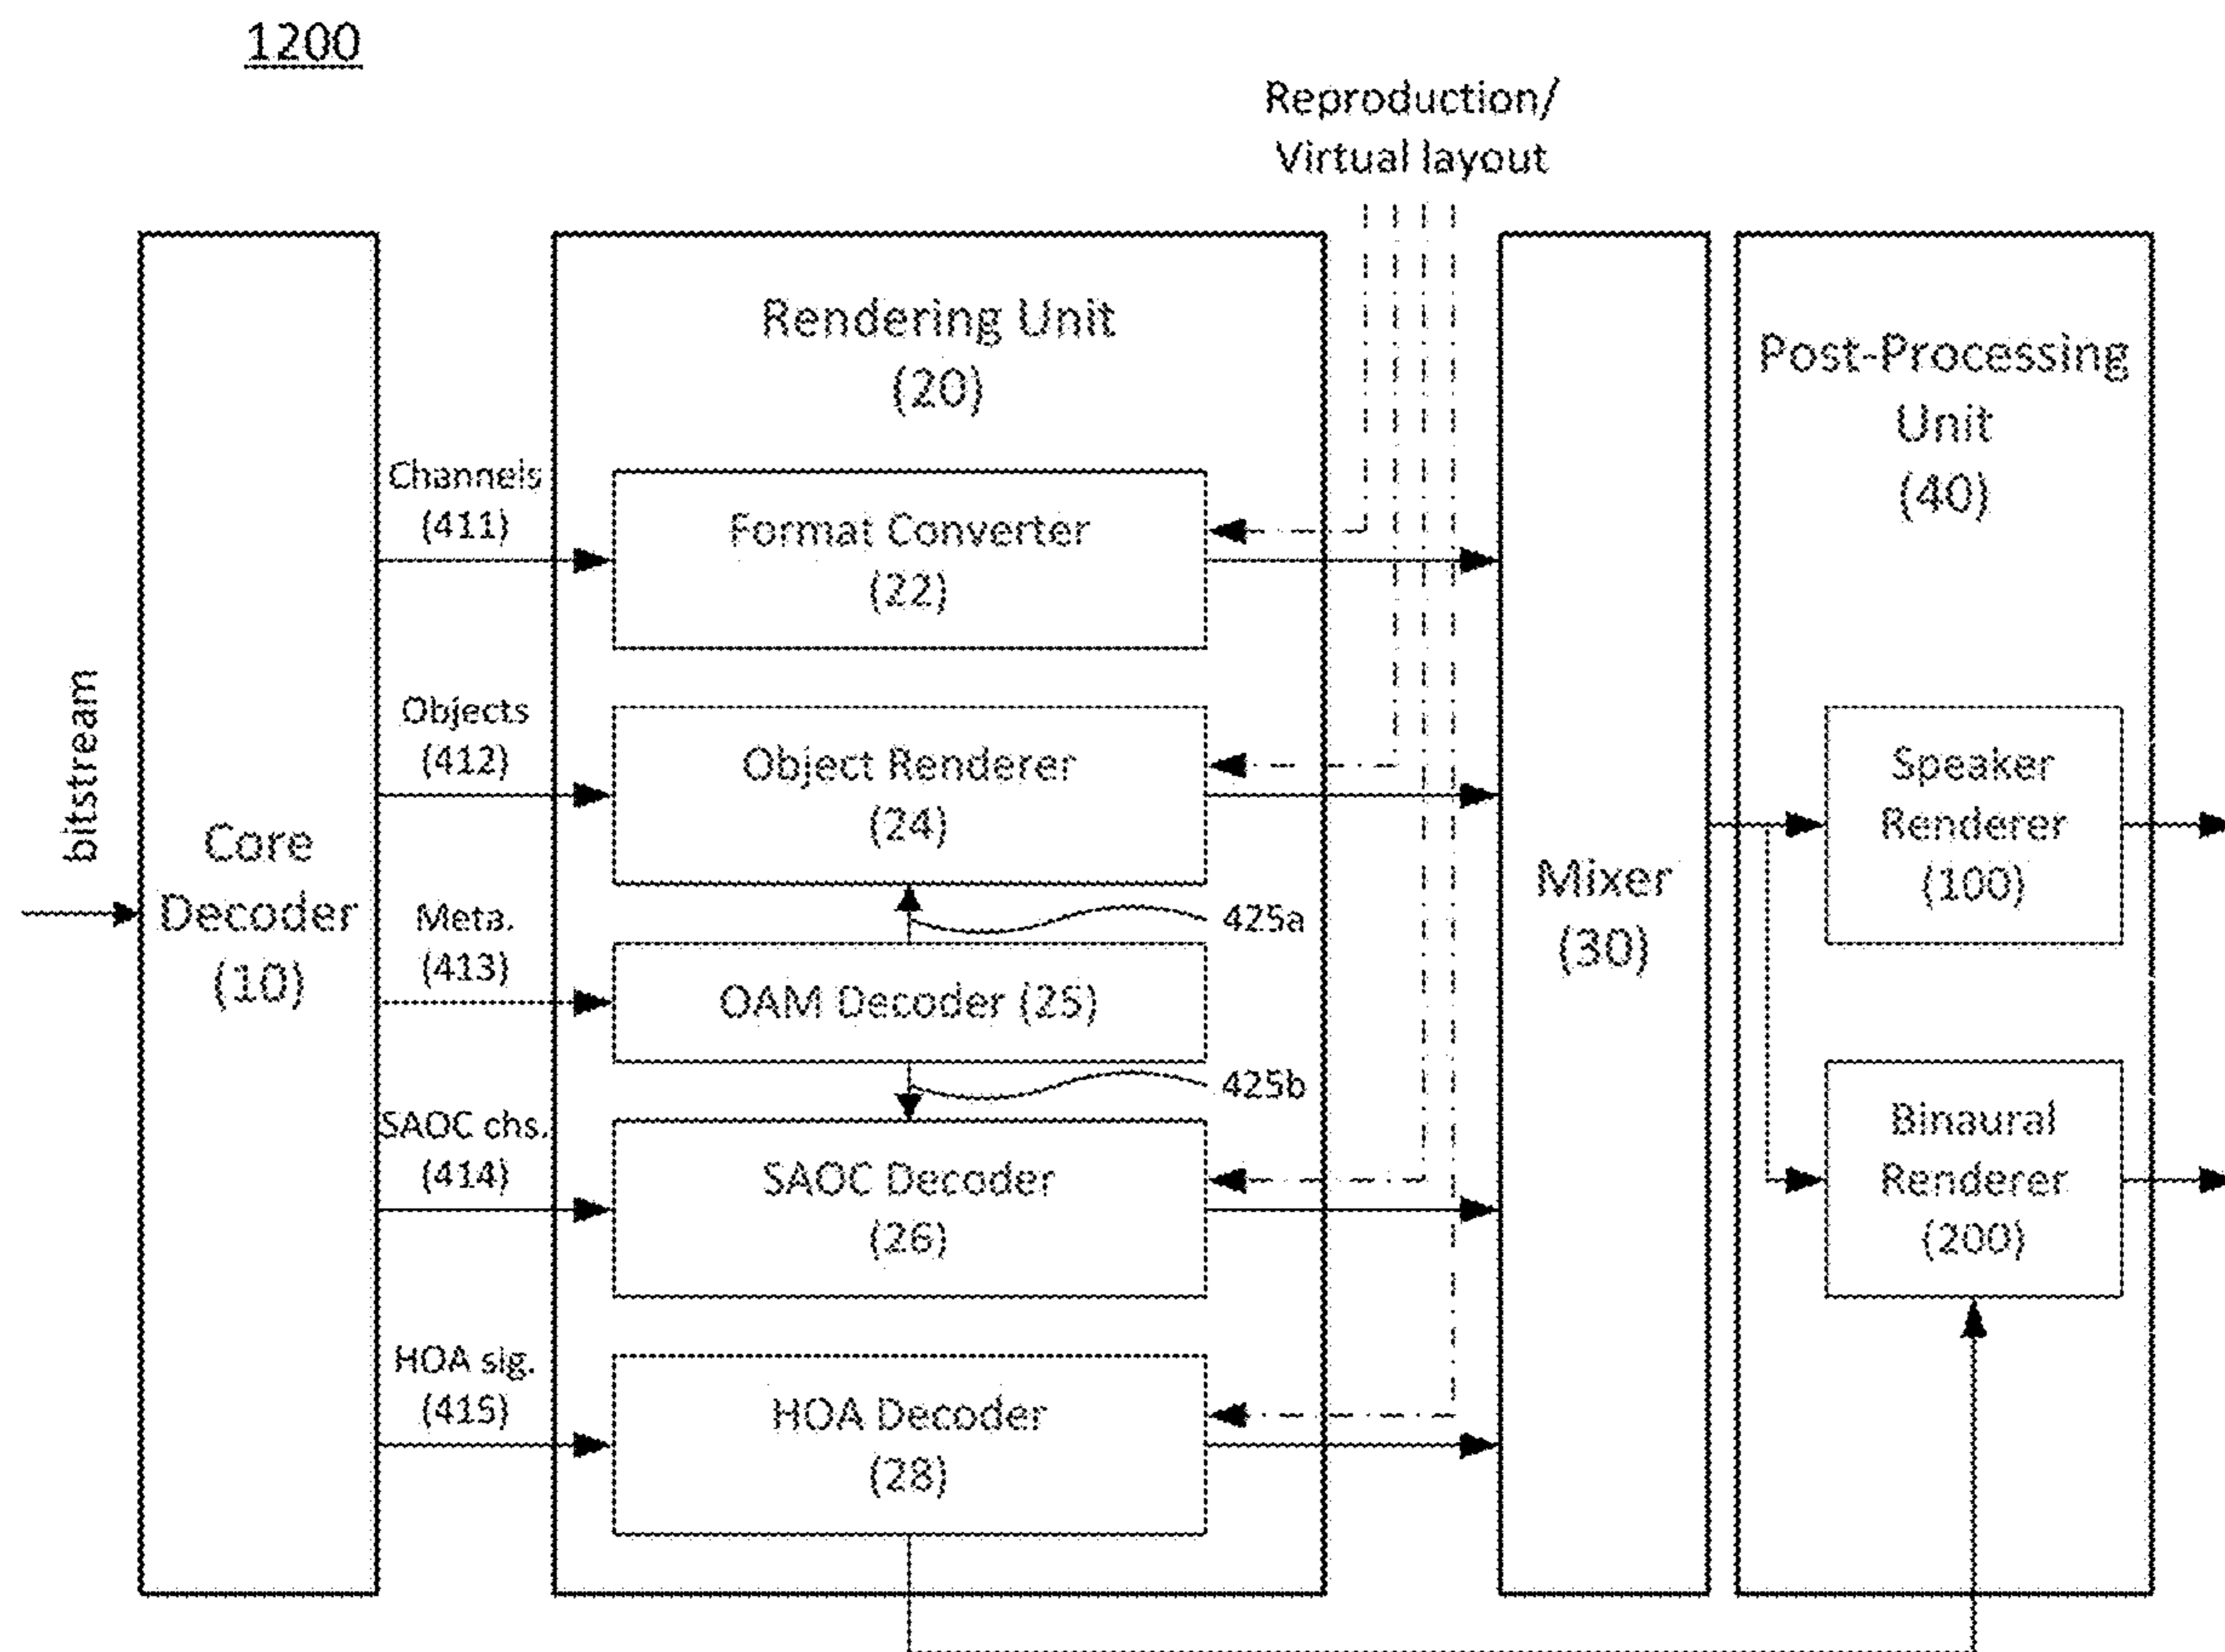 1200
Reproduction/
Virtual layout
Rendering Unit
(20)
Post-Processing
Unit
(40)
Channels
(411)
Format Converter
(22)
bitstream
Objects
(412)
Object Renderer
(24)
Speaker
Renderer
(100)
Core
Decoder
(10)
Mixer
(30)
Meta.
(413)
425a
OAM Decoder (25)
425b
SAOC chs.
(414)
SAOC Decoder
(26)
Binaural
Renderer
(200)
HOA sig.
(415)
HOA Decoder
(28)